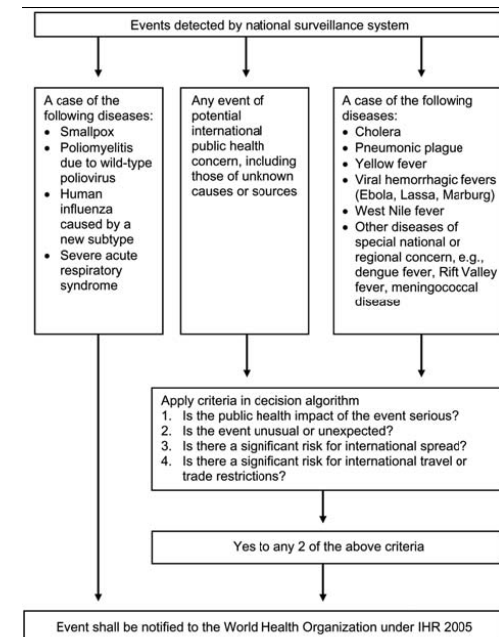 Events detected by national surveillance system
A case of the
following diseases:
• Smallpox
• Poliomyelitis
due to wild-type
poliovirus
• Human
influenza
caused by a
new subtype
• Severe acute
respiratory
syndrome
Any event of
potential
international
public health
concern, including
those of unknown
causes or sources
A case of the following
diseases:
• Cholera
• Pneumonic plague
• Yellow fever
• Viral hemorrhagic fevers
(Ebola, Lassa, Marburg)
• West Nile fever
• Other diseases of
special national or
regional concern, e.g.,
dengue fever, Rift Valley
fever, meningococcal
disease
Apply criteria in decision algorithm
1. Is the public health impact of the event serious?
2. Is the event unusual or unexpected?
3. Is there a significant risk for international spread?
4. Is there a significant risk for international travel or
trade restrictions?
Yes to any 2 of the above criteria
Event shall be notified to the World Health Organization under IHR 2005